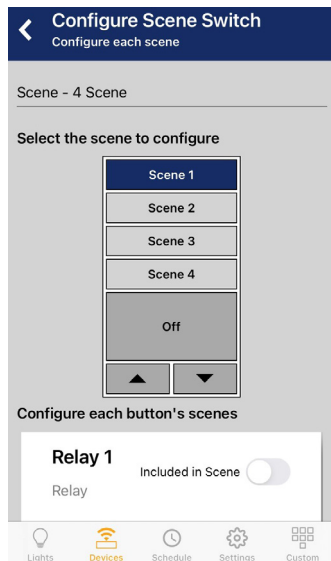 Configure Scene Switch
Configure each scene
Scene - 4 Scene
Select the scene to configure
Scene 1
Scene 2
Scene 3
Scene 4
Off
Configure each button's scenes
Relay 1
Included in Scene
Relay
Lights Devices Schedule Settings Custom